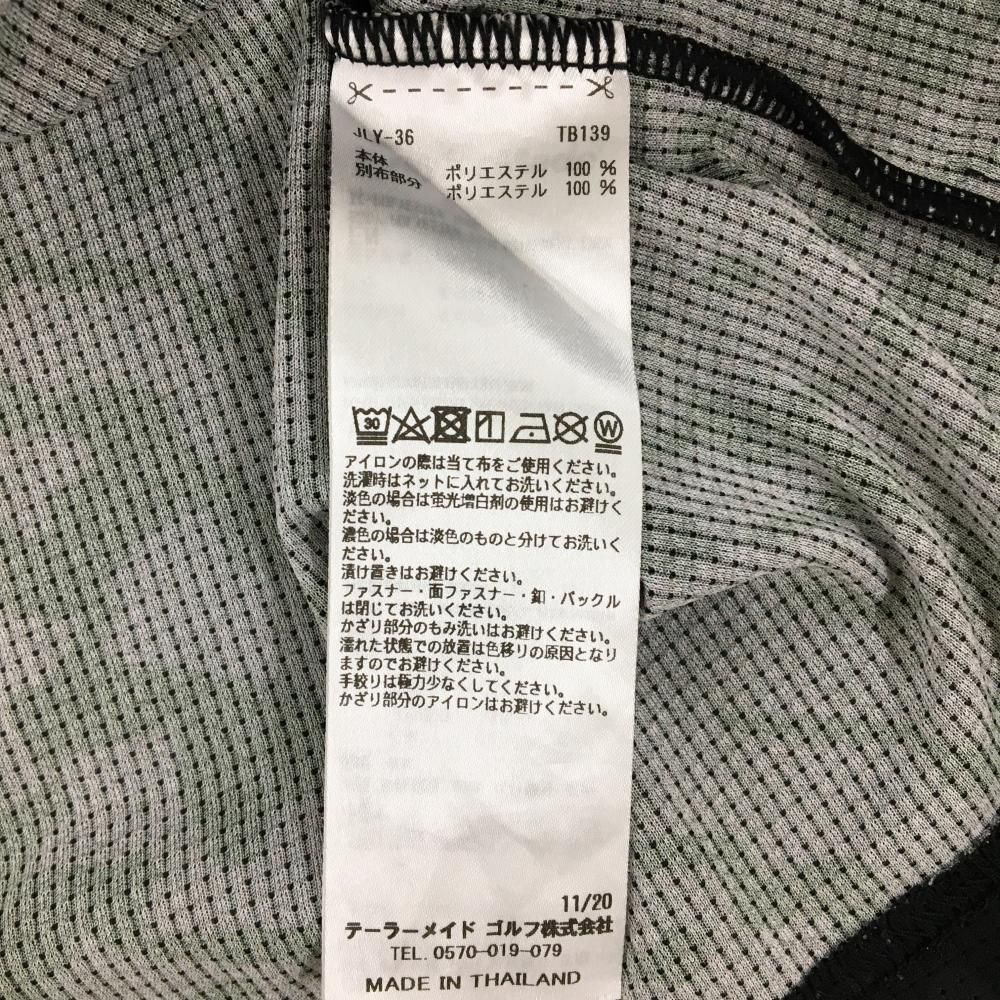 JLY-36 TB139
本体 ポリエステル 100 %
別布部分 ポリエステル 100 %
30 W
アイロンの際は当て布をご使用ください。
洗濯時はネットに入れてお洗いください。
淡色の場合は蛍光増白剤の使用はお避けく
ださい。
濃色の場合は淡色のものと分けてお洗いく
ださい。
漬け置きはお避けください。
ファスナー・面ファスナー・釦・バックル
は閉じてお洗いください。
かざり部分のもみ洗いはお避けください。
濡れた状態での放置は色移りの原因となり
ますのでお避けください。
手絞りは極力少なくしてください。
かざり部分のアイロンはお避けください。
11/20
テーラーメイド ゴルフ株式会社
TEL. 0570-019-079
MADE IN THAILAND